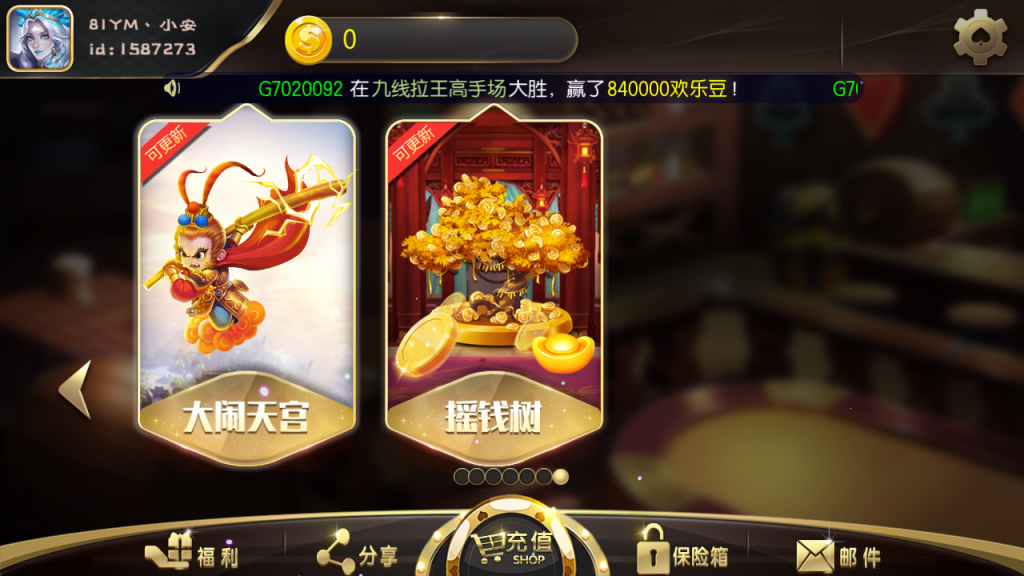 81YM、小安
id:1587273
0
G7020092 在九线拉王高手场大胜，赢了840000欢乐豆！ G70
可更新
大闹天宫
可更新
摇钱树
福利
分享
充值
SHOP
保险箱
邮件